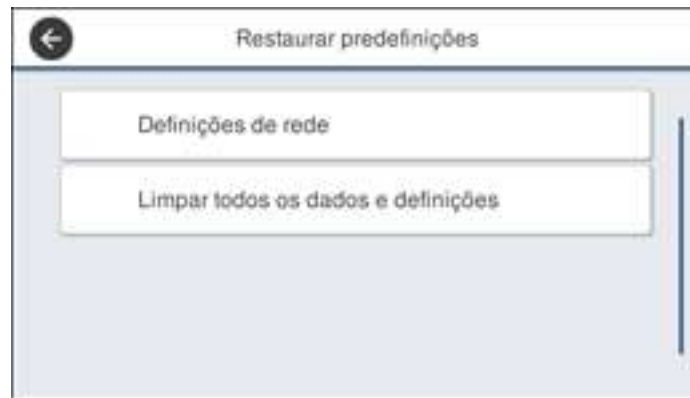 Restaurar predefinições
Definições de rede
Limpar todos os dados e definições